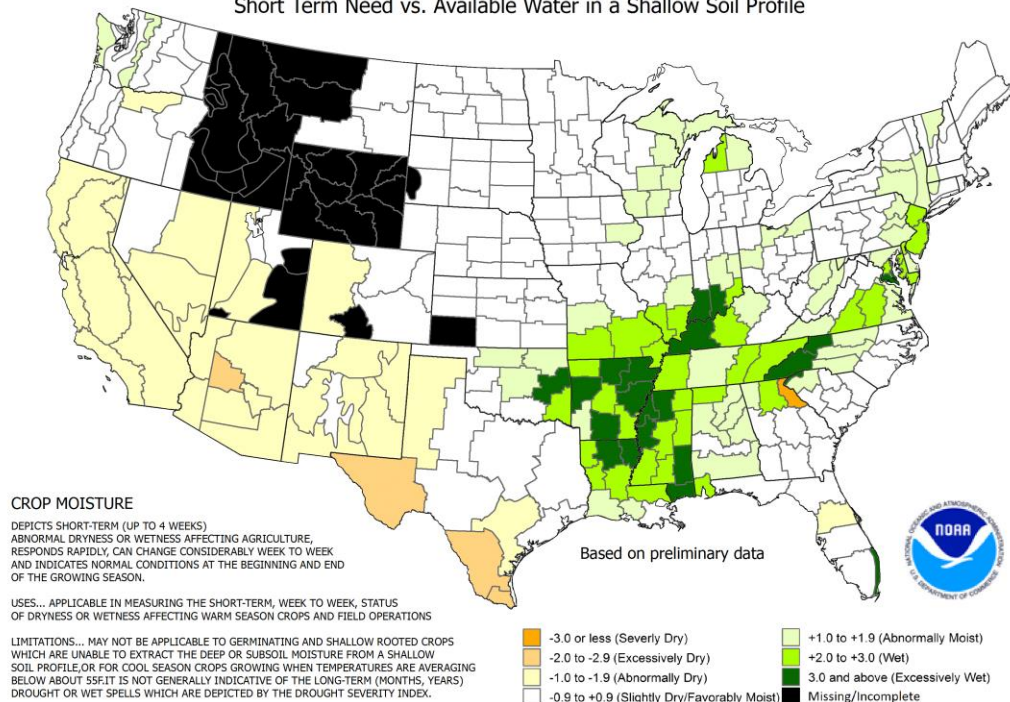 Short Term Need vs. Available Water in a Shallow Soil Profile
CROP MOISTURE
DEPICTS SHORT-TERM (UP TO 4 WEEKS)
ABNORMAL DRYNESS OR WETNESS AFFECTING AGRICULTURE,
RESPONDS RAPIDLY, CAN CHANGE CONSIDERABLY WEEK TO WEEK
AND INDICATES NORMAL CONDITIONS AT THE BEGINNING AND END
OF THE GROWING SEASON.
USES... APPLICABLE IN MEASURING THE SHORT-TERM, WEEK TO WEEK, STATUS
OF DRYNESS OR WETNESS AFFECTING WARM SEASON CROPS AND FIELD OPERATIONS
LIMITATIONS... MAY NOT BE APPLICABLE TO GERMINATING AND SHALLOW ROOTED CROPS
WHICH ARE UNABLE TO EXTRACT THE DEEP OR SUBSOIL MOISTURE FROM A SHALLOW
SOIL PROFILE,OR FOR COOL SEASON CROPS GROWING WHEN TEMPERATURES ARE AVERAGING
BELOW ABOUT 55F.IT IS NOT GENERALLY INDICATIVE OF THE LONG-TERM (MONTHS, YEARS)
DROUGHT OR WET SPELLS WHICH ARE DEPICTED BY THE DROUGHT SEVERITY INDEX.
Based on preliminary data
NATIONAL OCEANIC AND ATMOSPHERIC ADMINISTRATION
NOAA
U.S. DEPARTMENT OF COMMERCE
-3.0 or less (Severly Dry)
-2.0 to -2.9 (Excessively Dry)
-1.0 to -1.9 (Abnormally Dry)
-0.9 to +0.9 (Slightly Dry/Favorably Moist)
+1.0 to +1.9 (Abnormally Moist)
+2.0 to +3.0 (Wet)
3.0 and above (Excessively Wet)
Missing/Incomplete